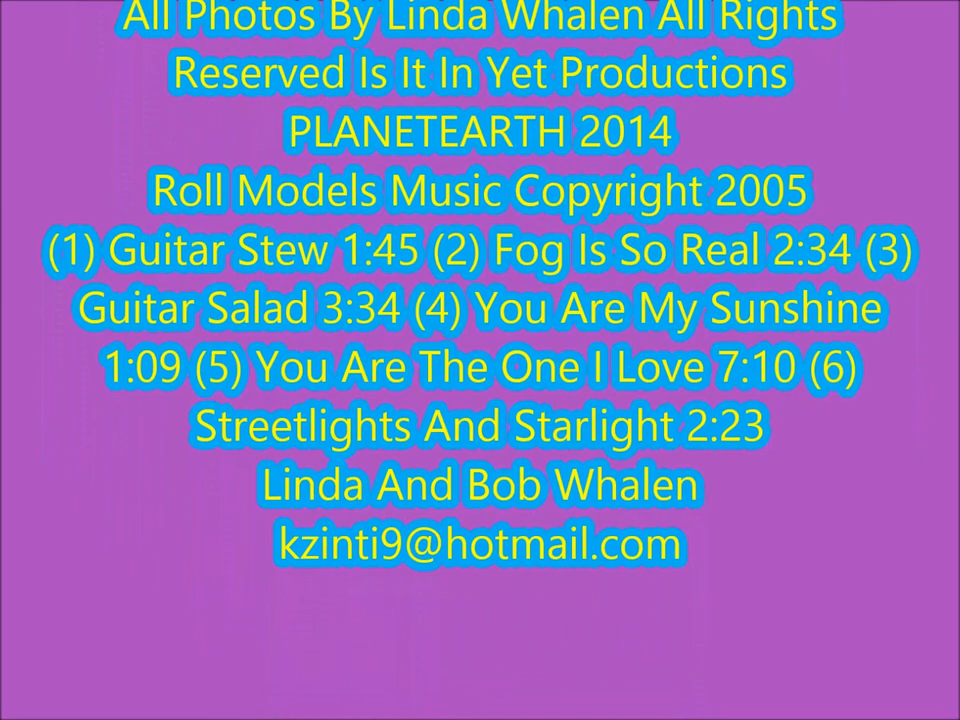 All Photos By Linda Whalen All Rights
Reserved Is It In Yet Productions
PLANETEARTH 2014
Roll Models Music Copyright 2005
(1) Guitar Stew 1:45 (2) Fog Is So Real 2:34 (3)
Guitar Salad 3:34 (4) You Are My Sunshine
1:09 (5) You Are The One I Love 7:10 (6)
Streetlights And Starlight 2:23
Linda And Bob Whalen
kzinti9@hotmail.com